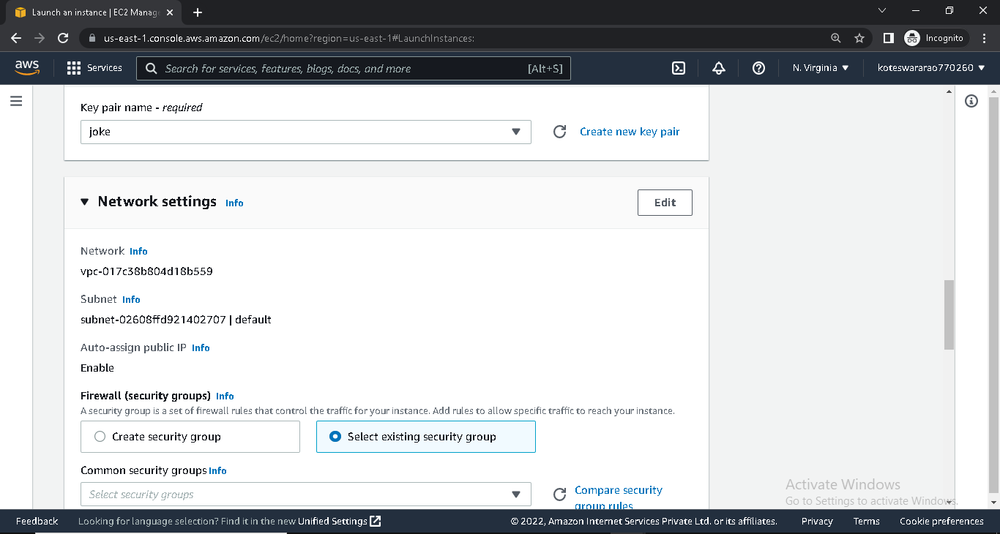 Launch an instance | EC2 Manag
us-east-1.console.aws.amazon.com/ec2/home?region=us-east-1#LaunchInstances:
Incognito
aws
Services
Search for services, features, blogs, docs, and more [Alt+S]
N. Virginia
koteswararao770260
Key pair name - required
joke
Create new key pair
Network settings Info
Edit
Network Info
vpc-017c38b804d18b559
Subnet Info
subnet-02608ffd921402707 | default
Auto-assign public IP Info
Enable
Firewall (security groups) Info
A security group is a set of firewall rules that control the traffic for your instance. Add rules to allow specific traffic to reach your instance.
Create security group
Select existing security group
Common security groups Info
Select security groups
Compare security
group rules
Activate Windows
Go to Settings to activate Windows.
Feedback
Looking for language selection? Find it in the new Unified Settings
© 2022, Amazon Internet Services Private Ltd. or its affiliates.
Privacy
Terms
Cookie preferences